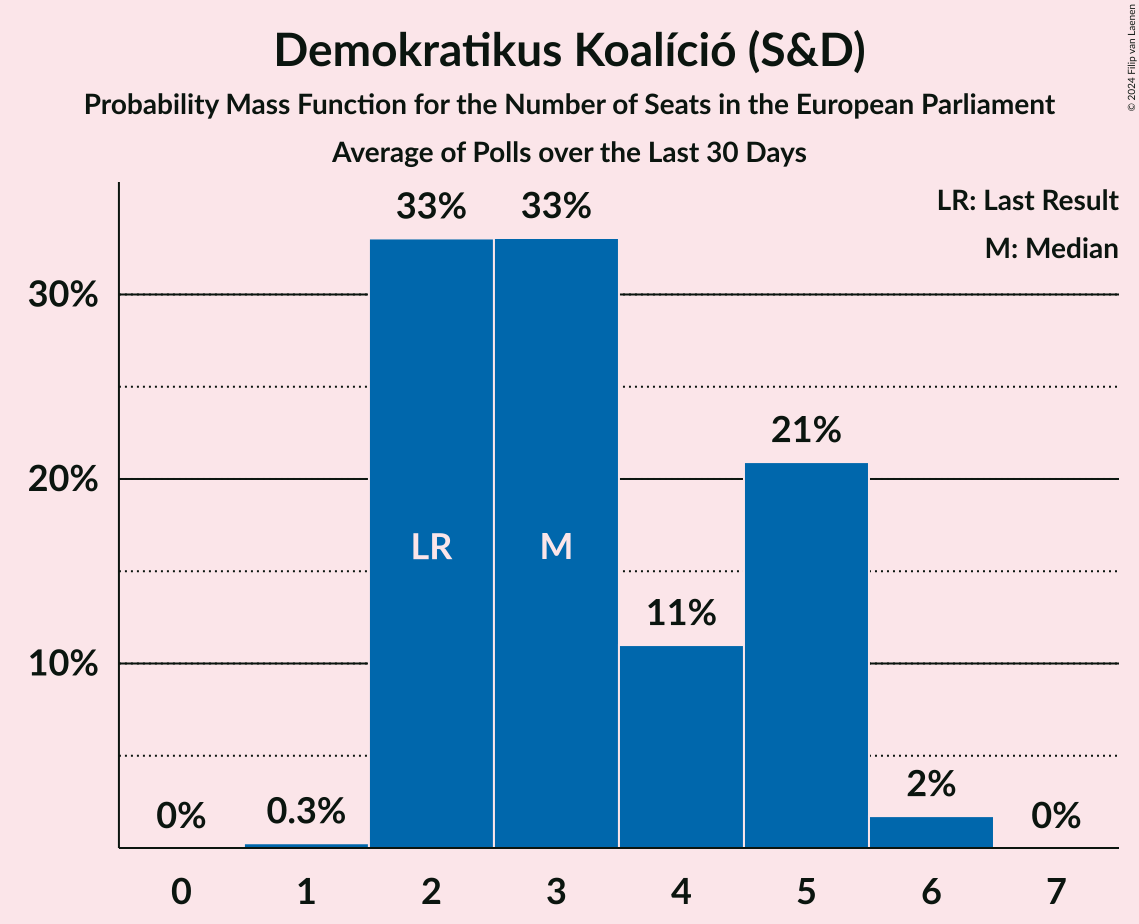 Demokratikus Koalíció (S&D)
Probability Mass Function for the Number of Seats in the European Parliament
Average of Polls over the Last 30 Days
© 2024 Filip van Laenen
LR: Last Result
M: Median
33% 33%
30%
21%
20%
LR M
11%
10%
2%
0% 0.3% 0%
0 1 2 3 4 5 6 7